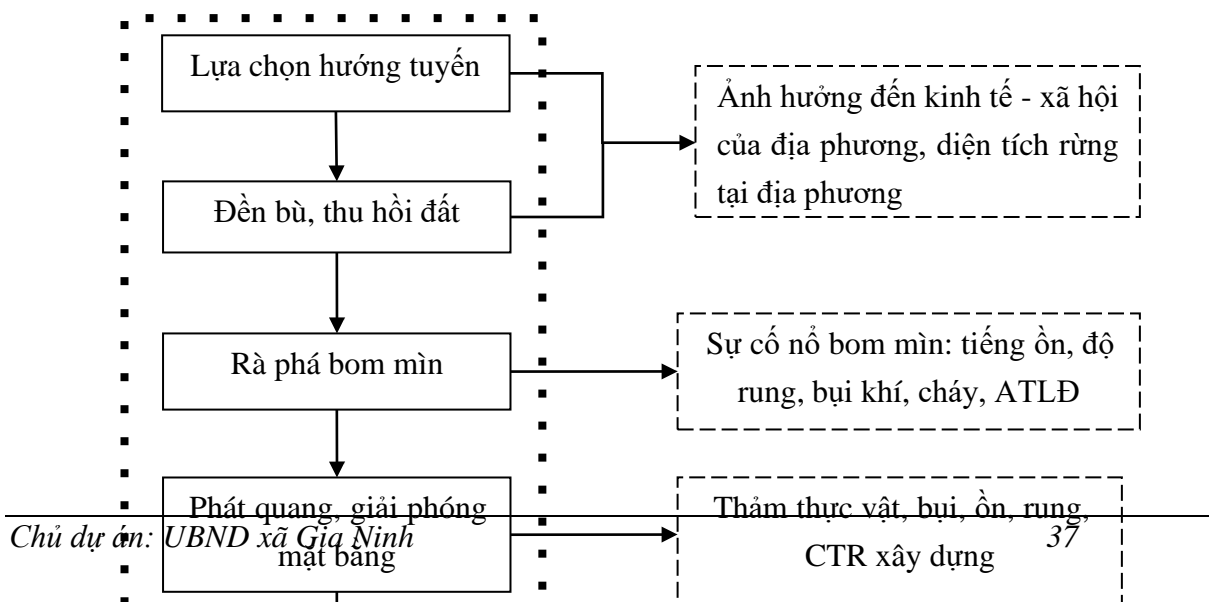 Lựa chọn hướng tuyến
Ảnh hưởng đến kinh tế - xã hội
của địa phương, diện tích rừng
tại địa phương
Đền bù, thu hồi đất
Rà phá bom mìn
Sự cố nổ bom mìn: tiếng ồn, độ
rung, bụi khí, cháy, ATLĐ
Phát quang, giải phóng
mặt bằng
Thảm thực vật, bụi, ồn, rung,
CTR xây dựng
Chủ dự án: UBND xã Gia Ninh
37